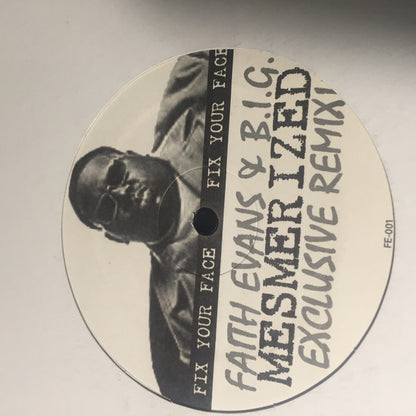 FIX YOUR FACE FIX YOUR FACE
FAITH EVANS & B.I.G.
MESMERIZED
EXCLUSIVE REMIX!
FE-001